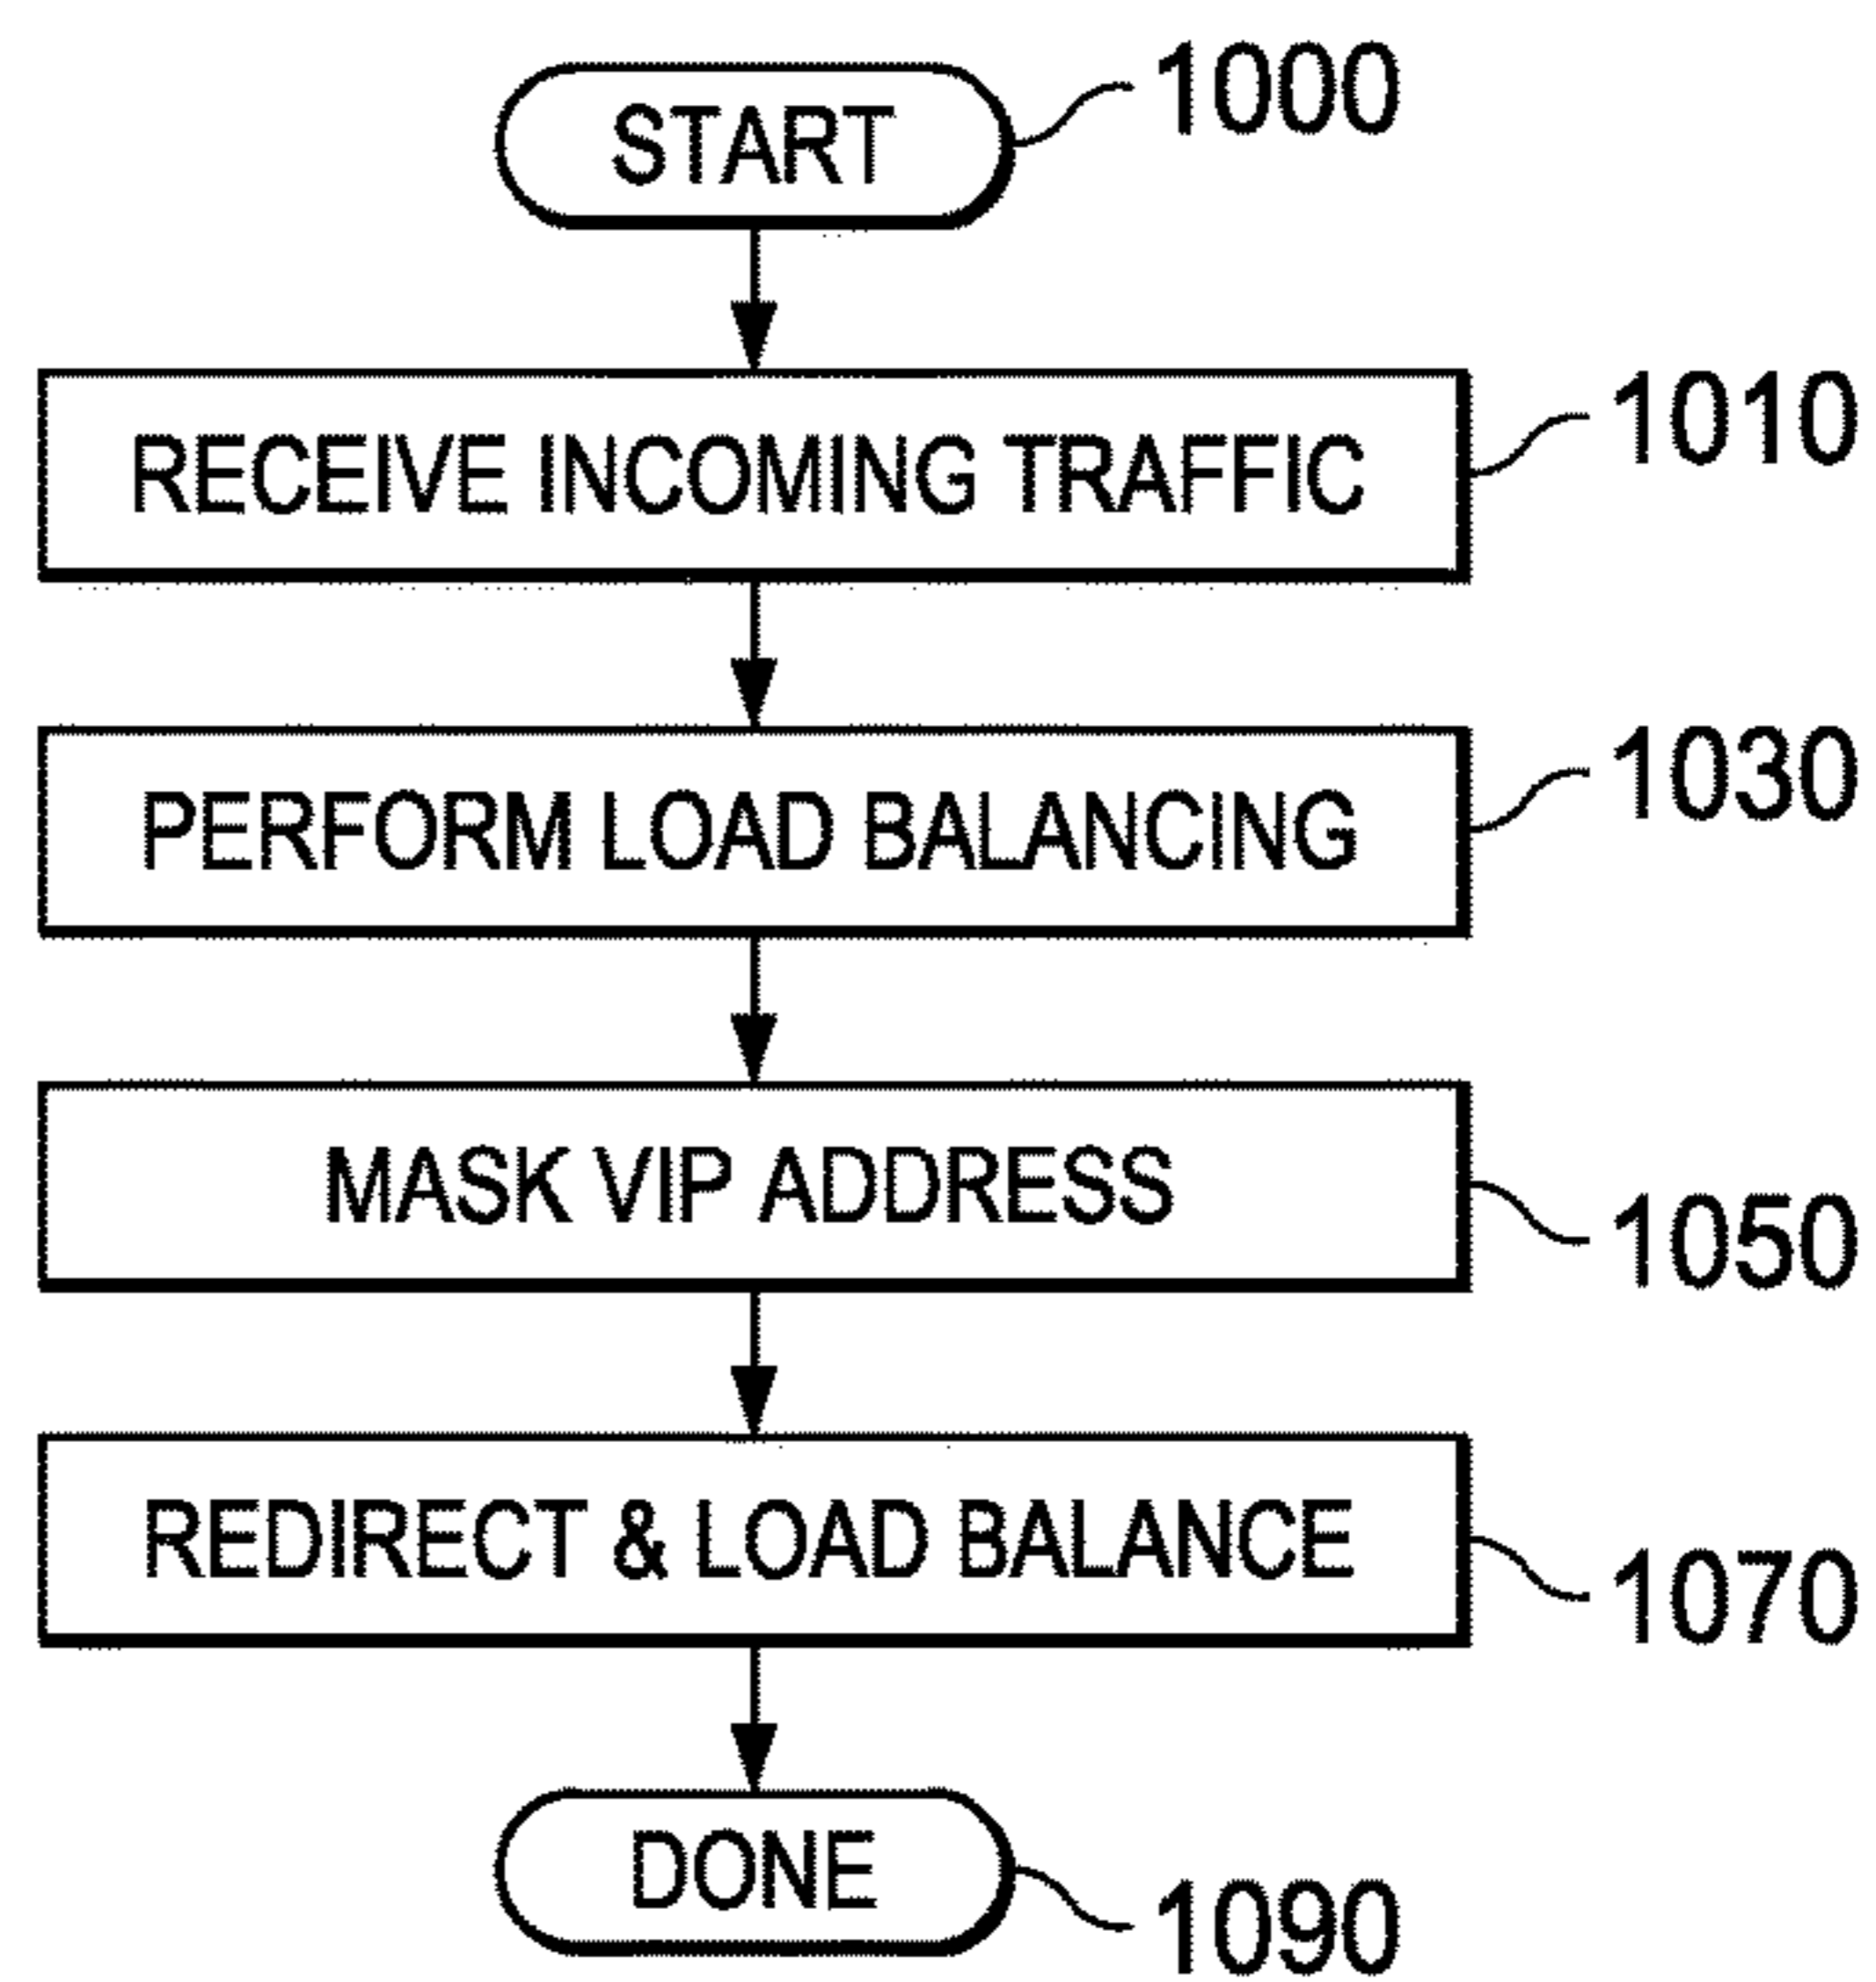 START
1000
RECEIVE INCOMING TRAFFIC
1010
PERFORM LOAD BALANCING
1030
MASK VIP ADDRESS
1050
REDIRECT & LOAD BALANCE
1070
DONE
1090